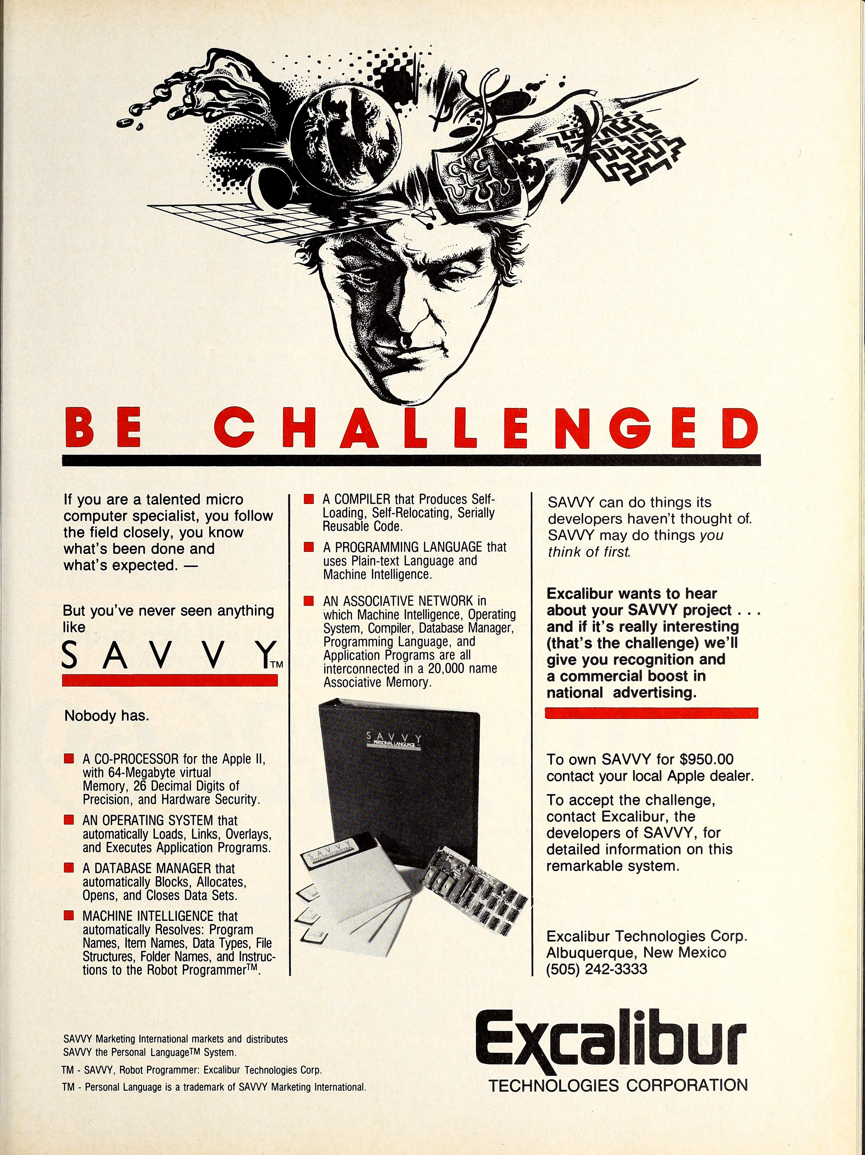 BE CHALLENGED
If you are a talented micro
computer specialist, you follow
the field closely, you know
what's been done and
what's expected. —
But you've never seen anything
like
SAVVY TM
Nobody has.
A CO-PROCESSOR for the Apple II,
with 64-Megabyte virtual
Memory, 26 Decimal Digits of
Precision, and Hardware Security.
AN OPERATING SYSTEM that
automatically Loads, Links, Overlays,
and Executes Application Programs.
A DATABASE MANAGER that
automatically Blocks, Allocates,
Opens, and Closes Data Sets.
MACHINE INTELLIGENCE that
automatically Resolves: Program
Names, Item Names, Data Types, File
Structures, Folder Names, and Instruc-
tions to the Robot Programmer™.
A COMPILER that Produces Self-
Loading, Self-Relocating, Serially
Reusable Code.
A PROGRAMMING LANGUAGE that
uses Plain-text Language and
Machine Intelligence.
AN ASSOCIATIVE NETWORK in
which Machine Intelligence, Operating
System, Compiler, Database Manager,
Programming Language, and
Application Programs are all
interconnected in a 20,000 name
Associative Memory.
SAVVY
PERSONAL LANGUAGE
SAVVY
SAVVY can do things its
developers haven't thought of.
SAVVY may do things you
think of first.
Excalibur wants to hear
about your SAVVY project . . .
and if it's really interesting
(that's the challenge) we'll
give you recognition and
a commercial boost in
national advertising.
To own SAVVY for $950.00
contact your local Apple dealer.
To accept the challenge,
contact Excalibur, the
developers of SAVVY, for
detailed information on this
remarkable system.
Excalibur Technologies Corp.
Albuquerque, New Mexico
(505) 242-3333
SAVVY Marketing International markets and distributes
SAVVY the Personal Language™ System.
TM - SAVVY, Robot Programmer: Excalibur Technologies Corp.
TM - Personal Language is a trademark of SAVVY Marketing International.
Excalibur
TECHNOLOGIES CORPORATION